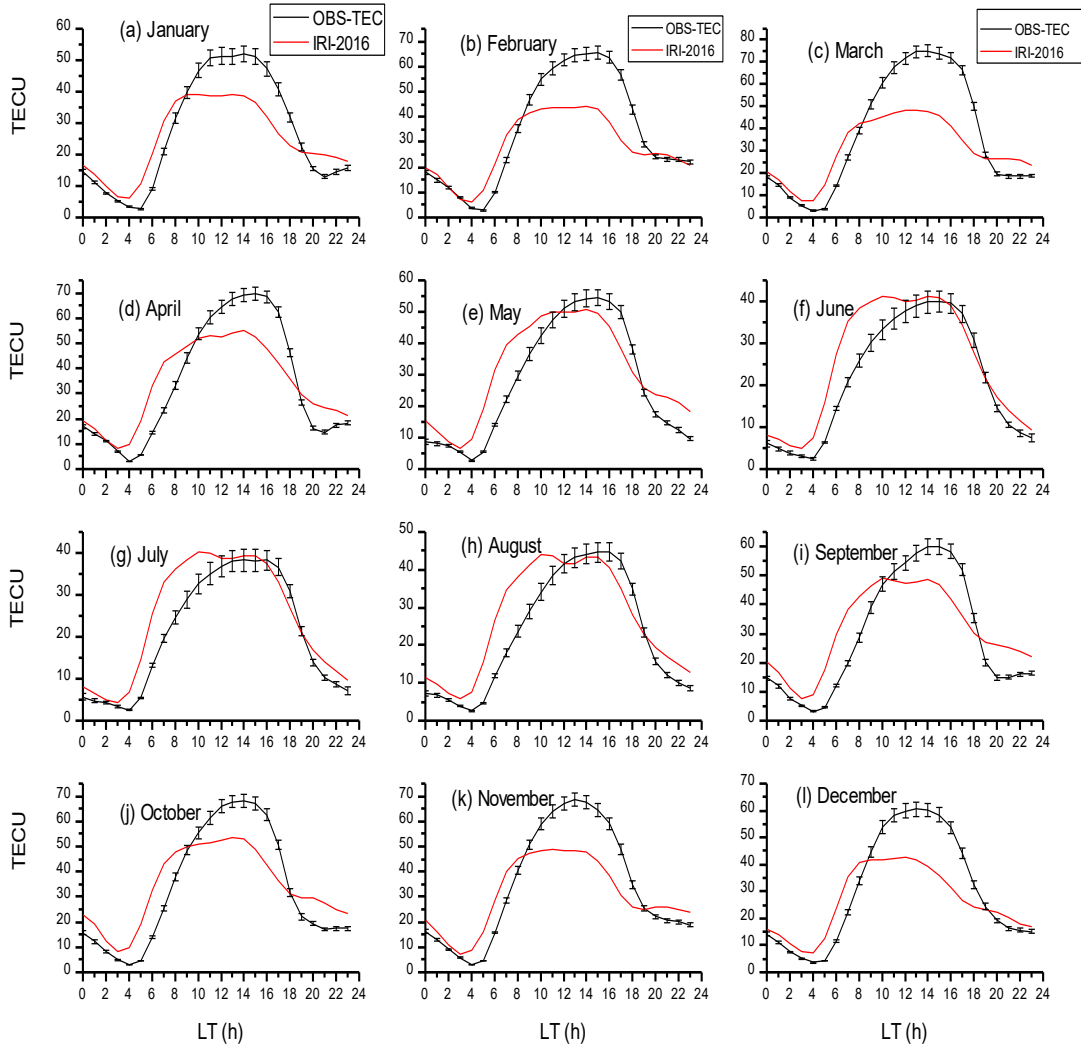 (a) January
OBS-TEC
IRI-2016
TECU
60
50
40
30
20
10
0
0 2 4 6 8 10 12 14 16 18 20 22 24
(b) February
OBS-TEC
IRI-2016
70
60
50
40
30
20
10
0
0 2 4 6 8 10 12 14 16 18 20 22 24
(c) March
OBS-TEC
IRI-2016
80
70
60
50
40
30
20
10
0
0 2 4 6 8 10 12 14 16 18 20 22 24
(d) April
TECU
70
60
50
40
30
20
10
0
0 2 4 6 8 10 12 14 16 18 20 22 24
(e) May
60
50
40
30
20
10
0
0 2 4 6 8 10 12 14 16 18 20 22 24
(f) June
40
30
20
10
0
0 2 4 6 8 10 12 14 16 18 20 22 24
(g) July
TECU
40
30
20
10
0
0 2 4 6 8 10 12 14 16 18 20 22 24
(h) August
50
40
30
20
10
0
0 2 4 6 8 10 12 14 16 18 20 22 24
(i) September
60
50
40
30
20
10
0
0 2 4 6 8 10 12 14 16 18 20 22 24
(j) October
TECU
70
60
50
40
30
20
10
0
0 2 4 6 8 10 12 14 16 18 20 22 24
LT (h)
(k) November
70
60
50
40
30
20
10
0
0 2 4 6 8 10 12 14 16 18 20 22 24
LT (h)
(l) December
70
60
50
40
30
20
10
0
0 2 4 6 8 10 12 14 16 18 20 22 24
LT (h)